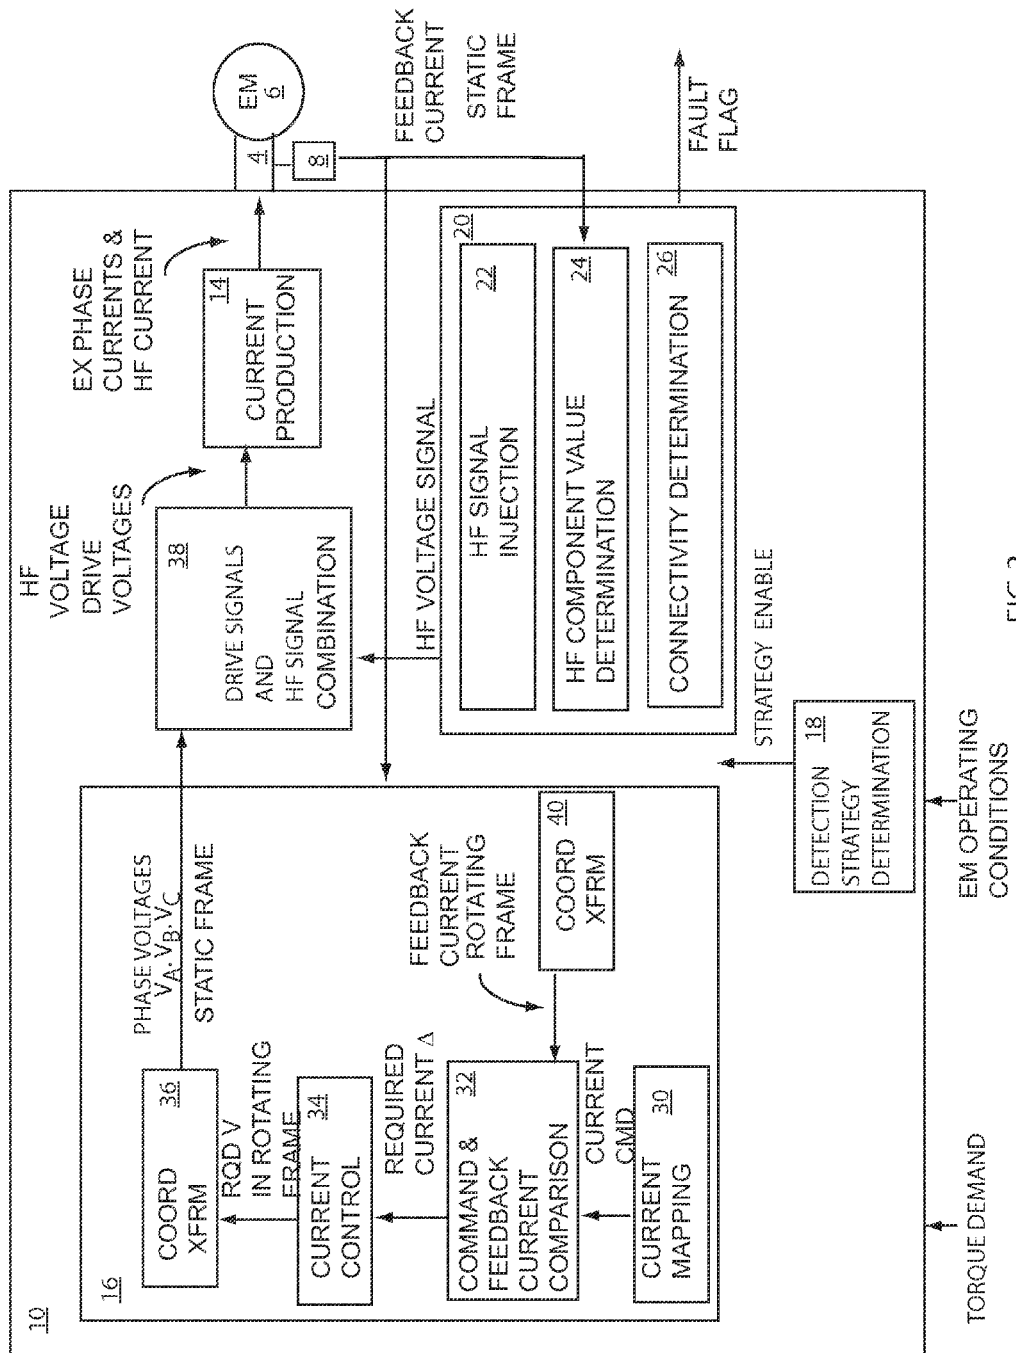 10
16
COORD
XFRM
36
RQD V
IN ROTATING
FRAME
CURRENT
CONTROL
34
REQUIRED
CURRENT Δ
COMMAND &
FEEDBACK
CURRENT
COMPARISON
32
CURRENT
CMD
CURRENT
MAPPING
30
TORQUE DEMAND
PHASE VOLTAGES
VA. VB. VC
STATIC FRAME
FEEDBACK
CURRENT
ROTATING
FRAME
COORD
XFRM
40
DETECTION
STRATEGY
DETERMINATION
18
EM OPERATING
CONDITIONS
STRATEGY ENABLE
HF
VOLTAGE
DRIVE
VOLTAGES
DRIVE SIGNALS
AND
HF SIGNAL
COMBINATION
38
HF VOLTAGE SIGNAL
20
HF SIGNAL
INJECTION
22
HF COMPONENT VALUE
DETERMINATION
24
CONNECTIVITY DETERMINATION
26
EX PHASE
CURRENTS &
HF CURRENT
CURRENT
PRODUCTION
14
EM
6
4
8
FEEDBACK
CURRENT
STATIC
FRAME
FAULT
FLAG